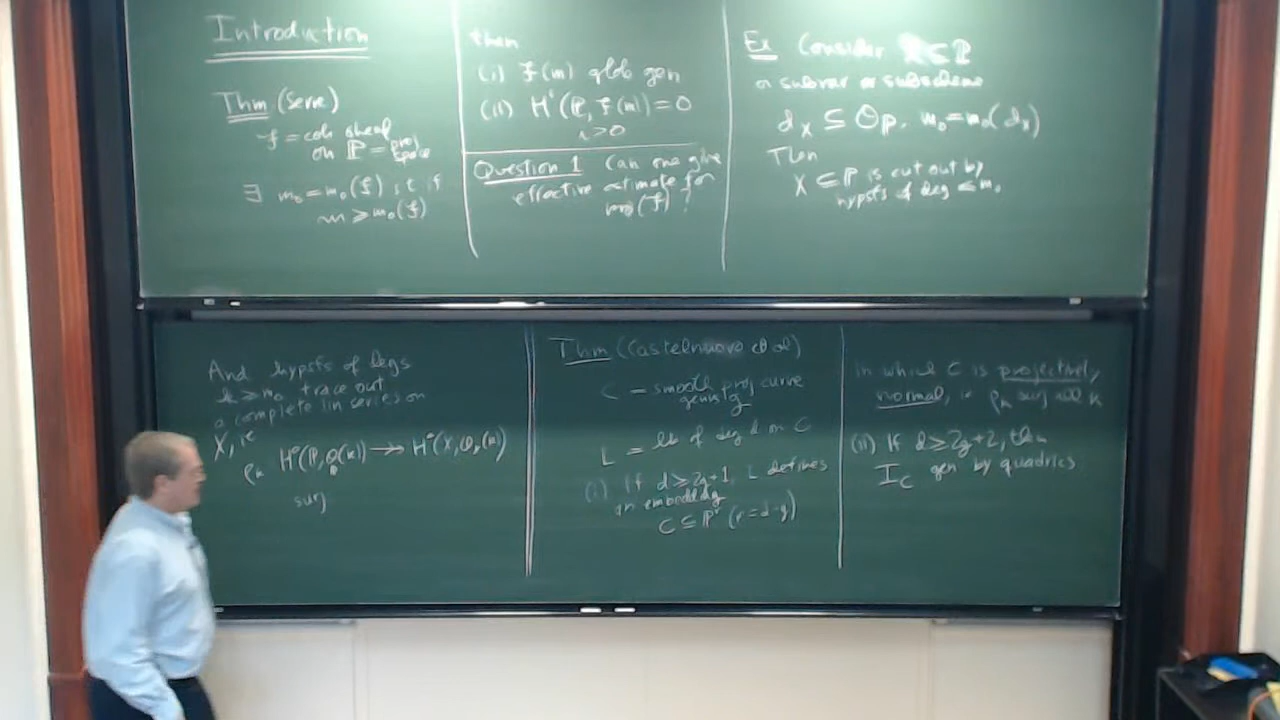 Introduction
Thm (Serre)
F = coh sheaf
on ℙ = proj
space
∃ m₀ = m₀(F) s.t. if
m ≥ m₀(F)
then
(i) F(m) glob gen
(ii) Hⁱ(ℙ, F(m)) = 0
i > 0
Question 1 Can one give
effective estimate for
m₀(F)?
Ex Consider X ⊆ ℙ
a subvar or subscheme
𝓘_X ⊆ O_ℙ. m₀ = m₀(𝓘_X)
Then
X ⊆ ℙ is cut out by
hypsfs of deg ≤ m₀
And hypsfs of degs
k ≥ m₀ trace out
a complete lin series on
X, ie
ρ_k H⁰(ℙ, O_ℙ(k)) → H⁰(X, O_X(k))
surj
Thm (Castelnuovo et al)
C = smooth proj curve
genus g
L = lb of deg d on C
(i) If d ≥ 2g+1, L defines
an embeddg
C ⊆ ℙʳ (r = d-g)
in which C is projectively
normal, ie ρ_k surj all k
(ii) If d ≥ 2g+2, then
I_C gen by quadrics